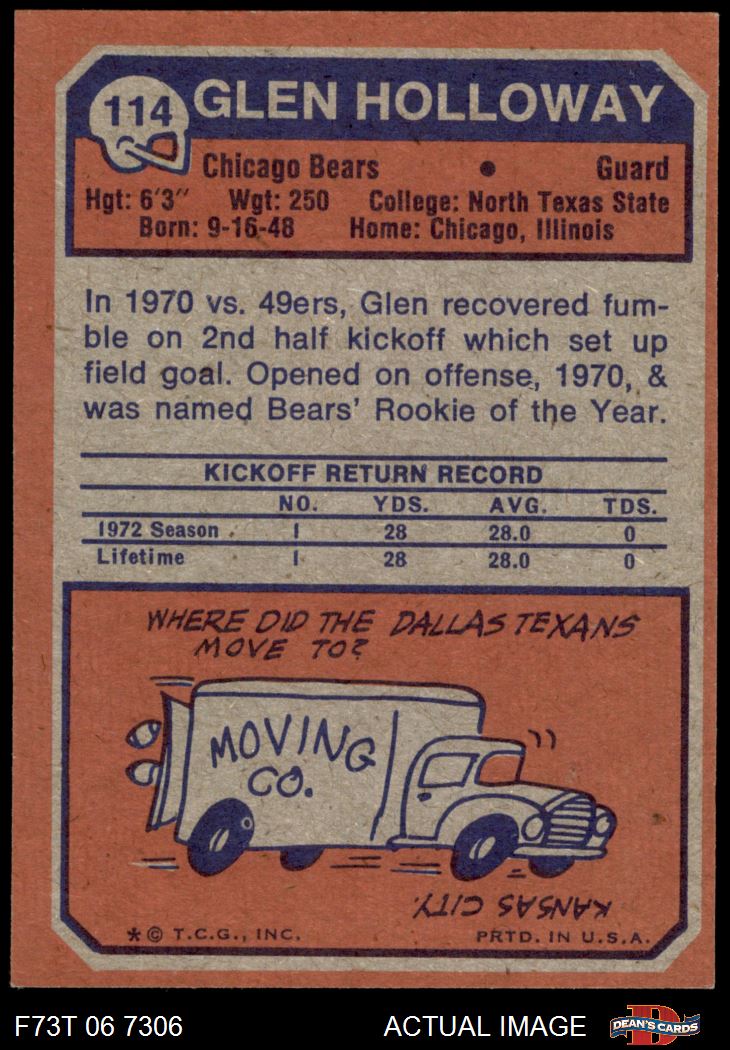 114 GLEN HOLLOWAY
Chicago Bears • Guard
Hgt: 6'3" Wgt: 250 College: North Texas State
Born: 9-16-48 Home: Chicago, Illinois
In 1970 vs. 49ers, Glen recovered fum-
ble on 2nd half kickoff which set up
field goal. Opened on offense, 1970, &
was named Bears' Rookie of the Year.
KICKOFF RETURN RECORD
NO. YDS. AVG. TDS.
1972 Season 1 28 28.0 0
Lifetime 1 28 28.0 0
WHERE DID THE DALLAS TEXANS
MOVE TO?
MOVING
CO.
KANSAS CITY.
* © T.C.G., INC. PRTD. IN U.S.A.
F73T 06 7306 ACTUAL IMAGE D DEAN'S CARDS